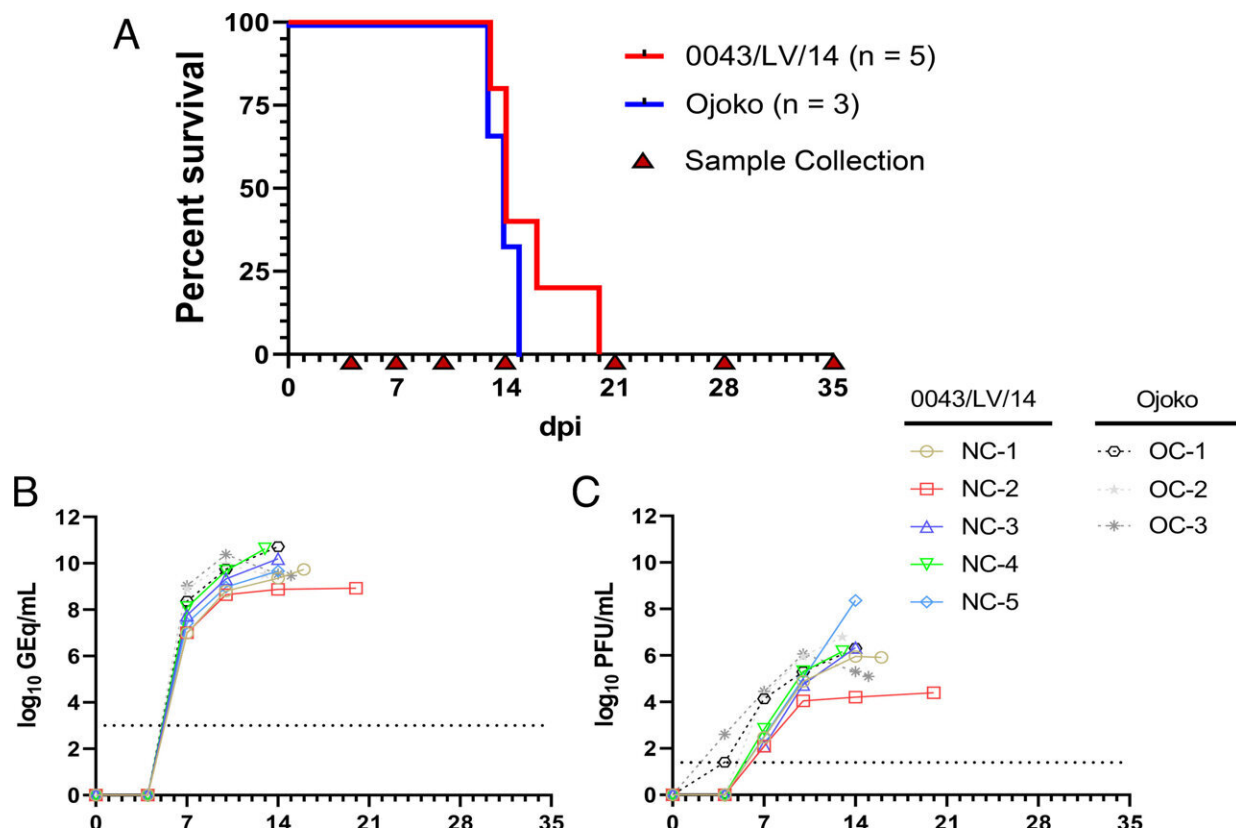 A
Percent survival
100
75
50
25
0
0 7 14 21 28 35
dpi
0043/LV/14 (n = 5)
Ojoko (n = 3)
Sample Collection
0043/LV/14
NC-1
NC-2
NC-3
NC-4
NC-5
Ojoko
OC-1
OC-2
OC-3
B
log10 GEq/mL
12
10
8
6
4
2
0
0 7 14 21 28 35
C
log10 PFU/mL
12
10
8
6
4
2
0
0 7 14 21 28 35